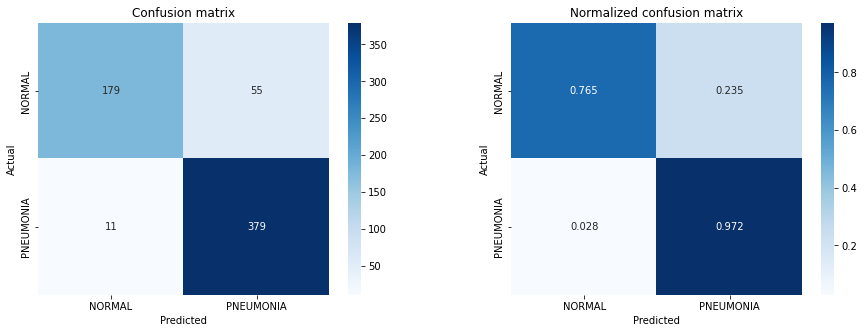 Confusion matrix
NORMAL
PNEUMONIA
Actual
179
55
11
379
NORMAL
PNEUMONIA
Predicted
350
300
250
200
150
100
50
Normalized confusion matrix
NORMAL
PNEUMONIA
Actual
0.765
0.235
0.028
0.972
NORMAL
PNEUMONIA
Predicted
0.8
0.6
0.4
0.2